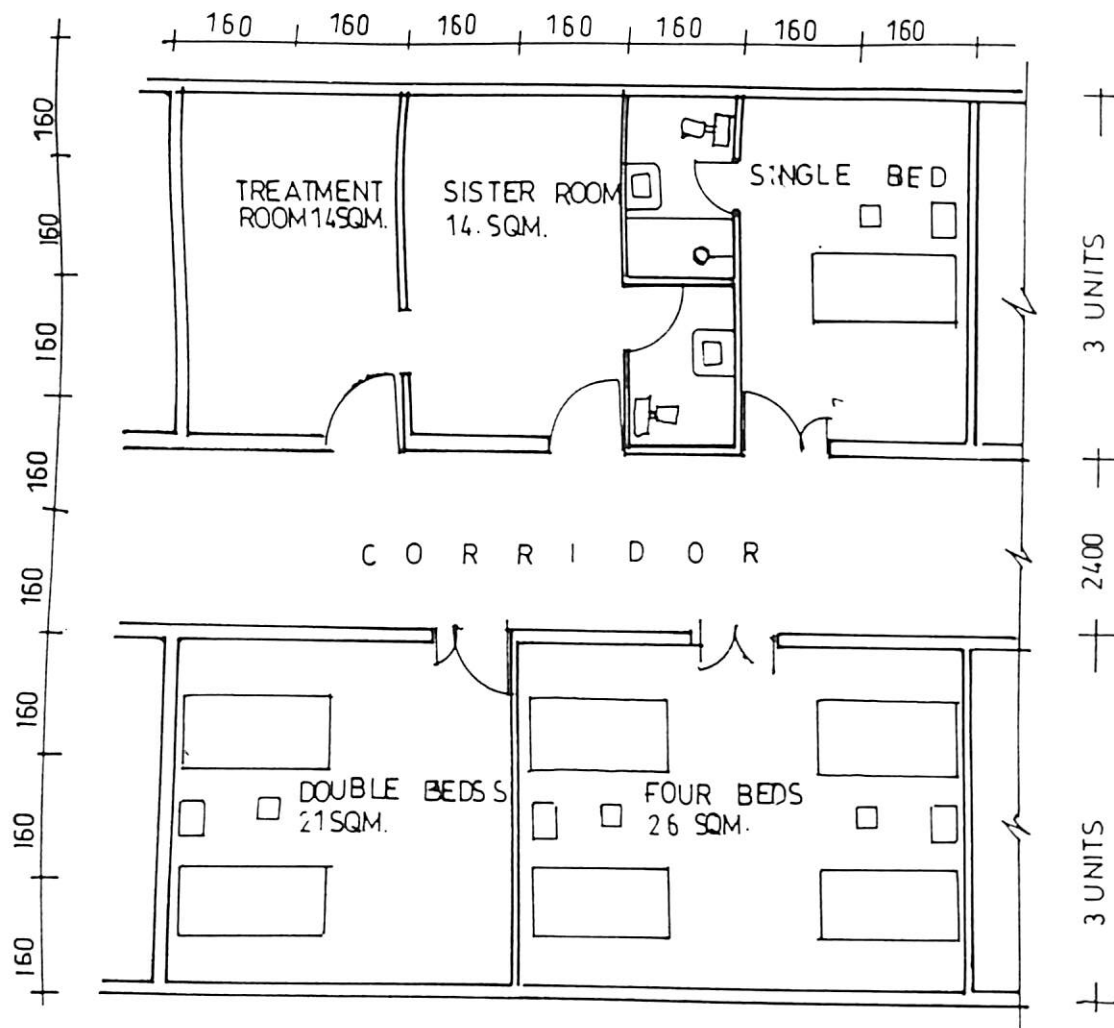 160 160 160 160 160 160 160
160
160
160
160
160
160
160
160
TREATMENT
ROOM 14SQM.
SISTER ROOM
14. SQM.
SINGLE BED
3 UNITS
CORRIDOR
2400
DOUBLE BEDS S
21SQM.
FOUR BEDS
26 SQM.
3 UNITS